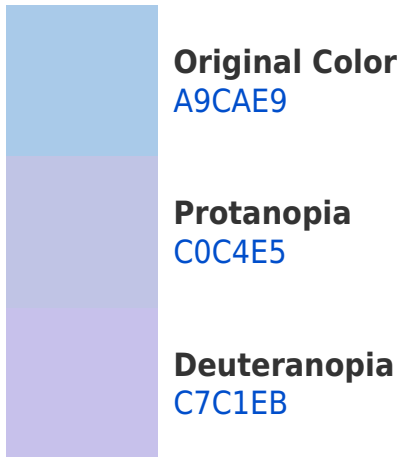 Original Color
A9CAE9
Protanopia
C0C4E5
Deuteranopia
C7C1EB